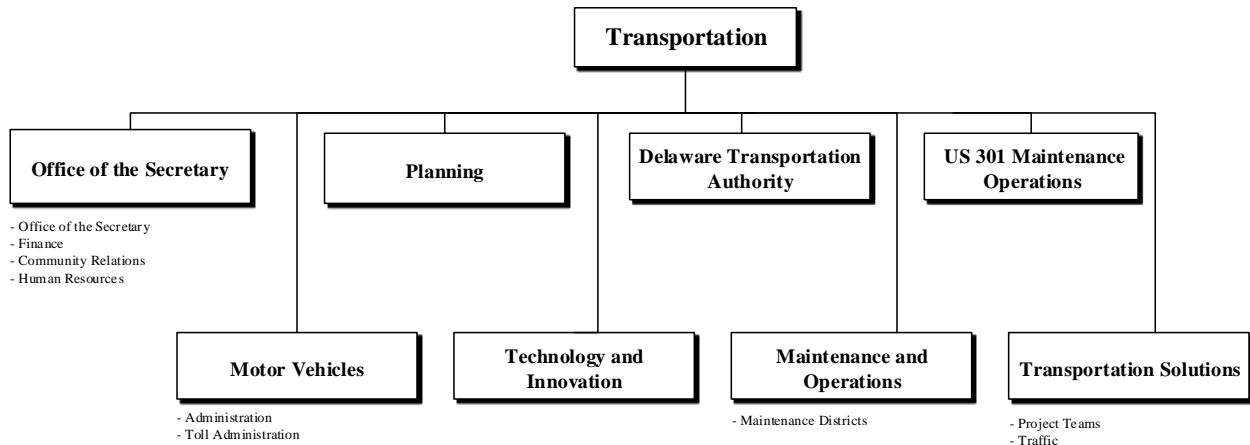 Transportation
Office of the Secretary
- Office of the Secretary
- Finance
- Community Relations
- Human Resources
Planning
Delaware Transportation
Authority
US 301 Maintenance
Operations
Motor Vehicles
- Administration
- Toll Administration
Technology and
Innovation
Maintenance and
Operations
- Maintenance Districts
Transportation Solutions
- Project Teams
- Traffic